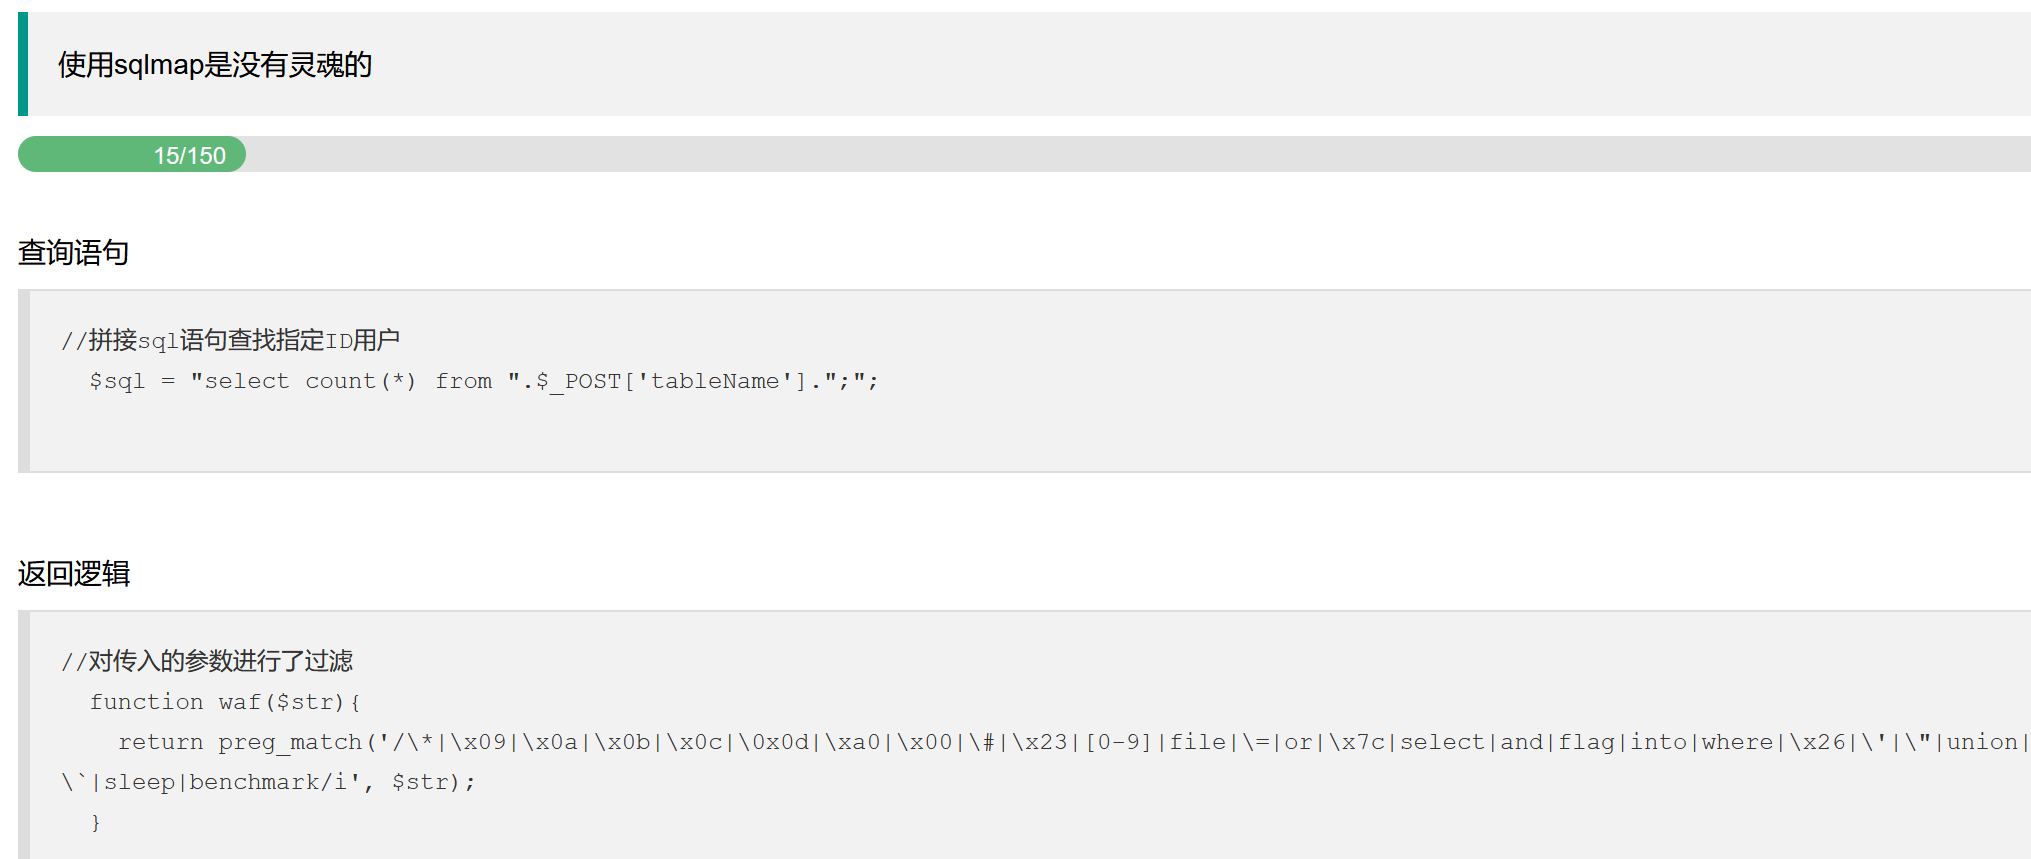 使用sqlmap是没有灵魂的
15/150
查询语句
//拼接sql语句查找指定ID用户
$sql = "select count(*) from ".$_POST['tableName'].";";
返回逻辑
//对传入的参数进行了过滤
function waf($str){
return preg_match('/\*|\x09|\x0a|\x0b|\x0c|\0x0d|\xa0|\x00|\#|\x23|[0-9]|file|\=|or|\x7c|select|and|flag|into|where|\x26|\'|\"|union|
\`|sleep|benchmark/i', $str);
}